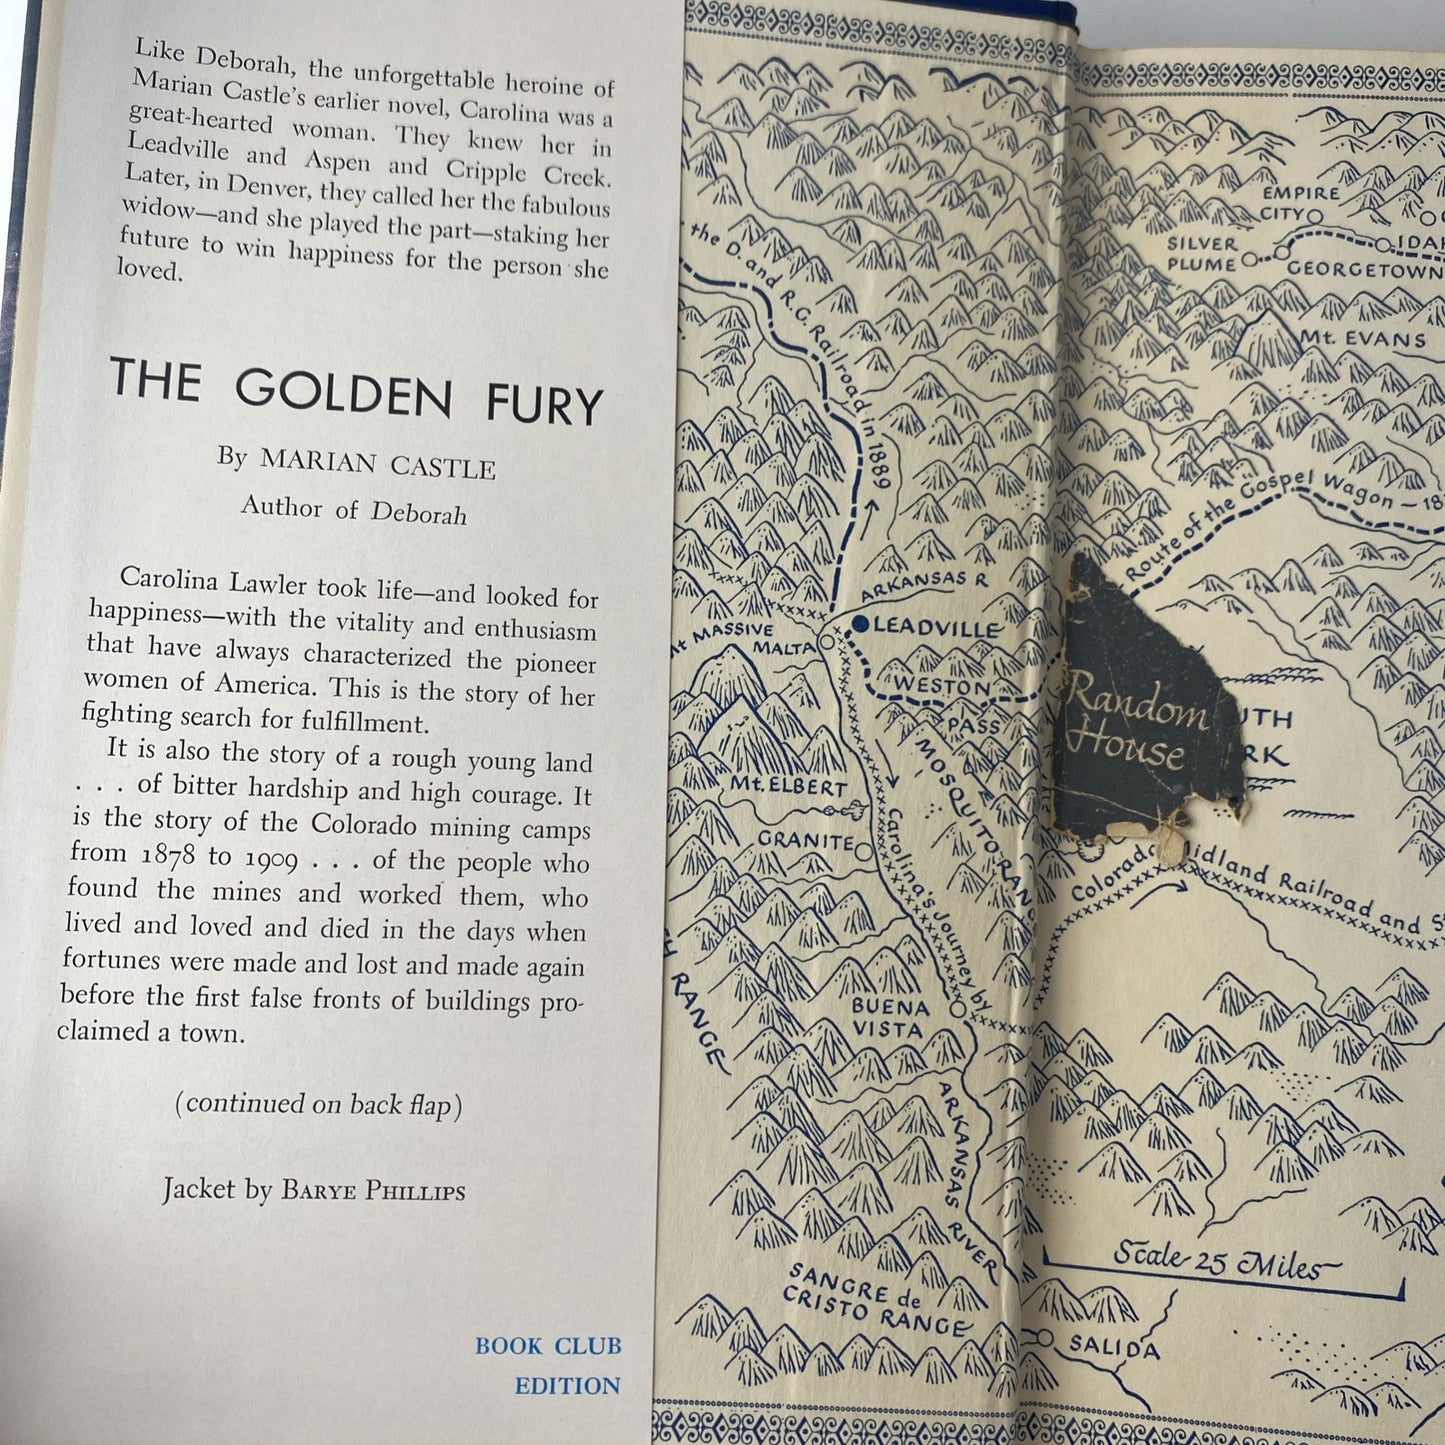 Like Deborah, the unforgettable heroine of
Marian Castle's earlier novel, Carolina was a
great-hearted woman. They knew her in
Leadville and Aspen and Cripple Creek.
Later, in Denver, they called her the fabulous
widow—and she played the part—staking her
future to win happiness for the person she
loved.
THE GOLDEN FURY
By MARIAN CASTLE
Author of Deborah
Carolina Lawler took life—and looked for
happiness—with the vitality and enthusiasm
that have always characterized the pioneer
women of America. This is the story of her
fighting search for fulfillment.
It is also the story of a rough young land
. . . of bitter hardship and high courage. It
is the story of the Colorado mining camps
from 1878 to 1909 . . . of the people who
found the mines and worked them, who
lived and loved and died in the days when
fortunes were made and lost and made again
before the first false fronts of buildings pro-
claimed a town.
(continued on back flap)
Jacket by BARYE PHILLIPS
BOOK CLUB
EDITION
the D. and R.G. Railroad in 1889
ARKANSAS R
LEADVILLE
Mt MASSIVE
MALTA
WESTON
PASS
MOSQUITO RANG
Mt. ELBERT
GRANITE
Carolina's Journey by
Colorado Midland Railroad and S
RANGE
BUENA
VISTA
ARKANSAS RIVER
SANGRE de
CRISTO RANGE
EMPIRE
CITY
SILVER
PLUME
IDAH
GEORGETOWN
Mt. EVANS
Route of the Gospel Wagon – 18
Random
House
UTH
RK
Scale 25 Miles
SALIDA